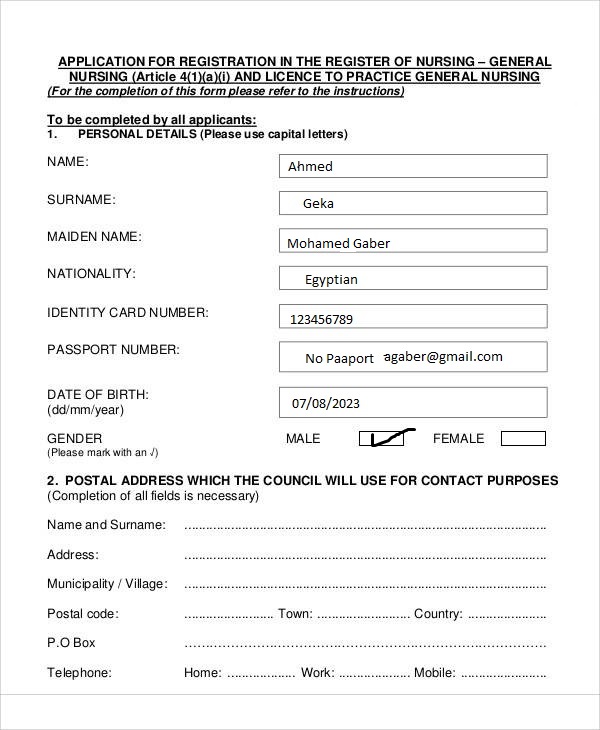 APPLICATION FOR REGISTRATION IN THE REGISTER OF NURSING – GENERAL
NURSING (Article 4(1)(a)(i) AND LICENCE TO PRACTICE GENERAL NURSING
(For the completion of this form please refer to the instructions)
To be completed by all applicants:
1. PERSONAL DETAILS (Please use capital letters)
NAME: Ahmed
SURNAME: Geka
MAIDEN NAME: Mohamed Gaber
NATIONALITY: Egyptian
IDENTITY CARD NUMBER: 123456789
PASSPORT NUMBER: No Paaport agaber@gmail.com
DATE OF BIRTH: 07/08/2023
(dd/mm/year)
GENDER MALE ✓ FEMALE
(Please mark with an √)
2. POSTAL ADDRESS WHICH THE COUNCIL WILL USE FOR CONTACT PURPOSES
(Completion of all fields is necessary)
Name and Surname: ................................................................
Address: ................................................................
Municipality / Village: ................................................................
Postal code: ....................... Town: ....................... Country: ....................
P.O Box ................................................................
Telephone: Home: .................. Work: .................. Mobile: ....................